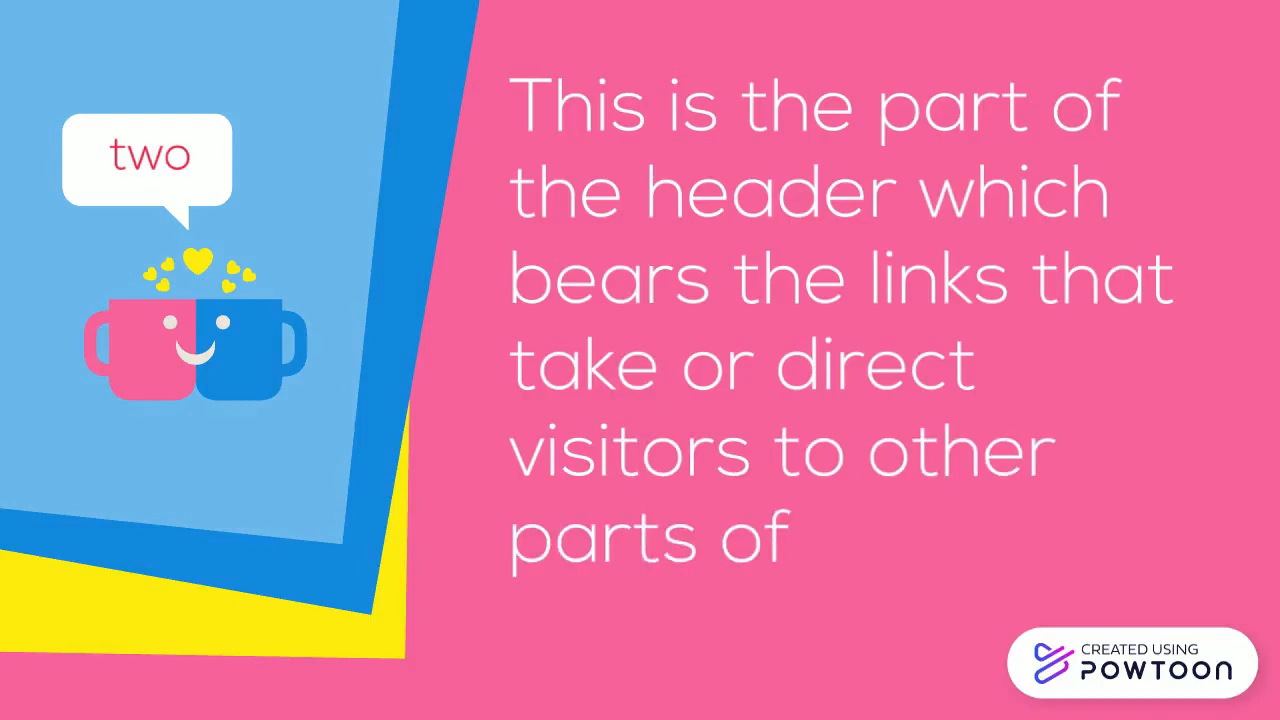 two
This is the part of
the header which
bears the links that
take or direct
visitors to other
parts of
CREATED USING
POWTOON